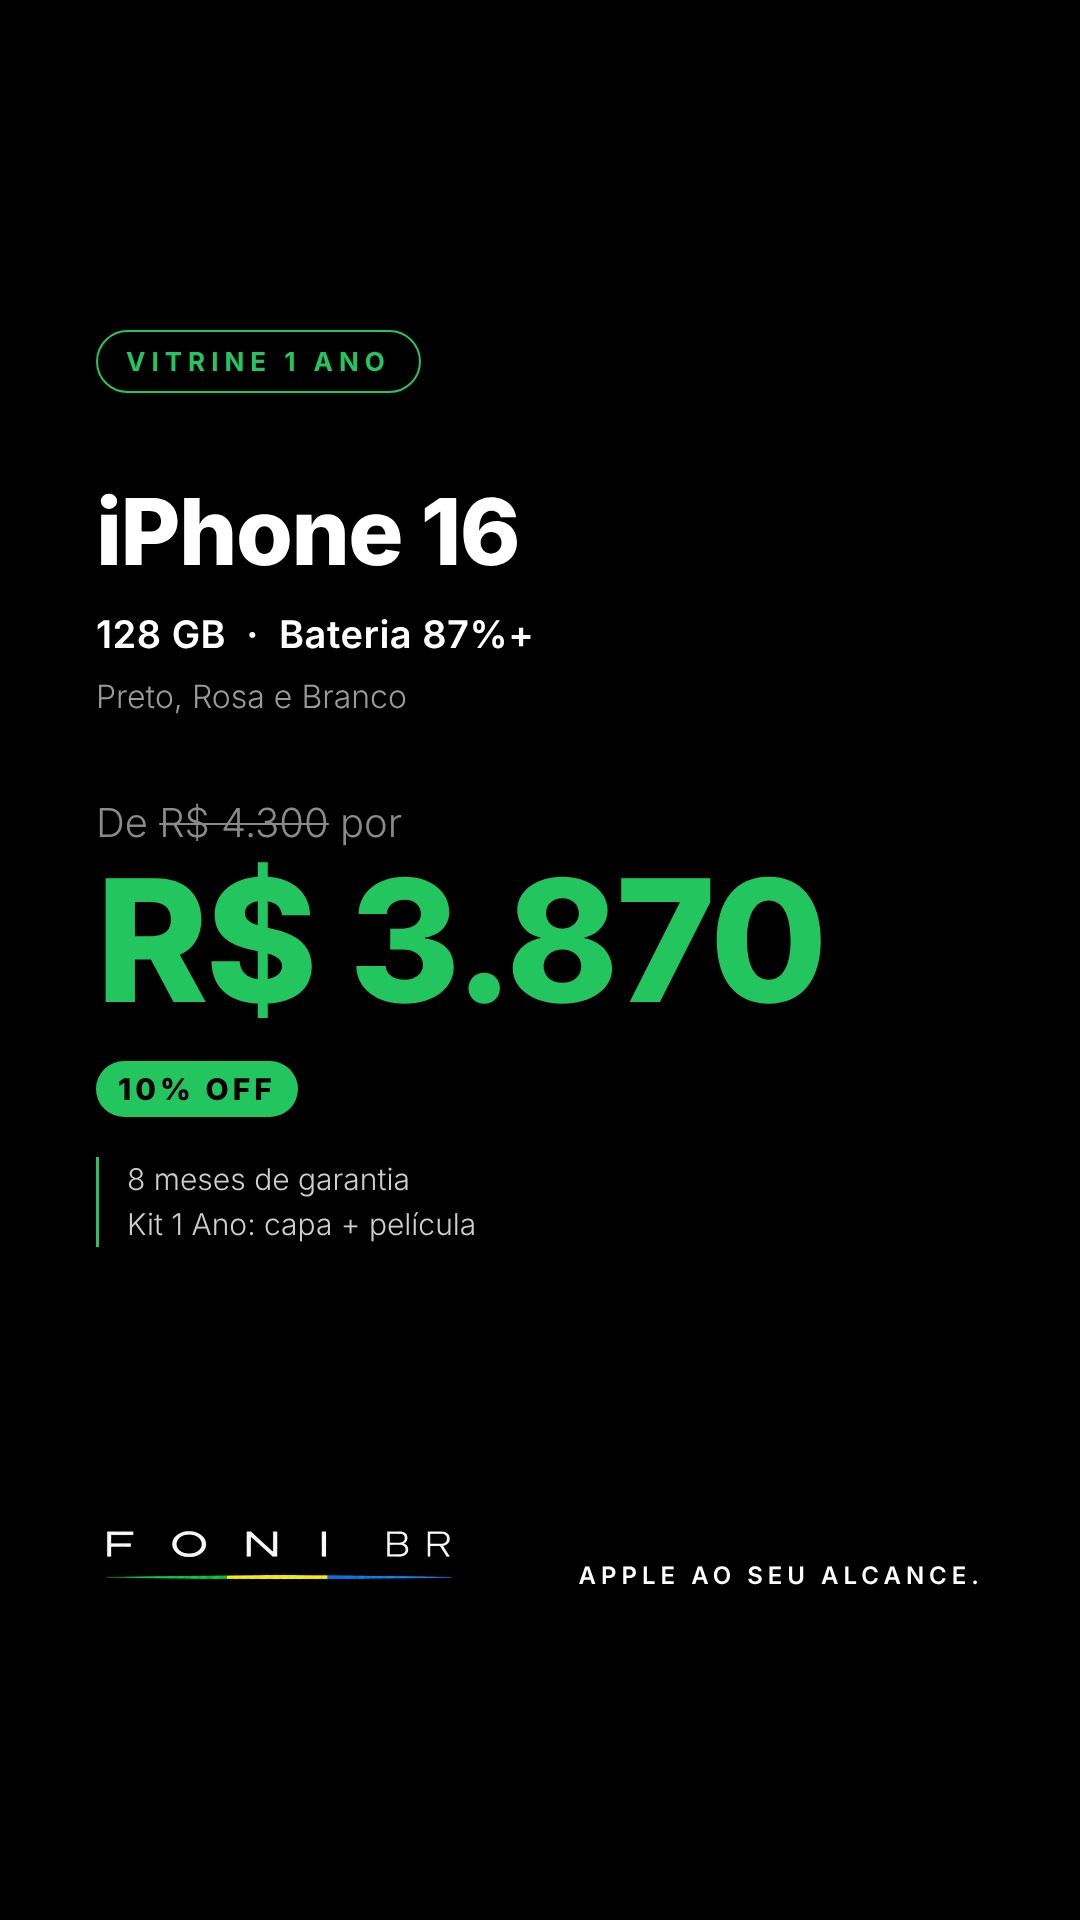 VITRINE 1 ANO
iPhone 16
128 GB · Bateria 87%+
Preto, Rosa e Branco
De R$ 4.300 por
R$ 3.870
10% OFF
8 meses de garantia
Kit 1 Ano: capa + película
FONI BR
APPLE AO SEU ALCANCE.